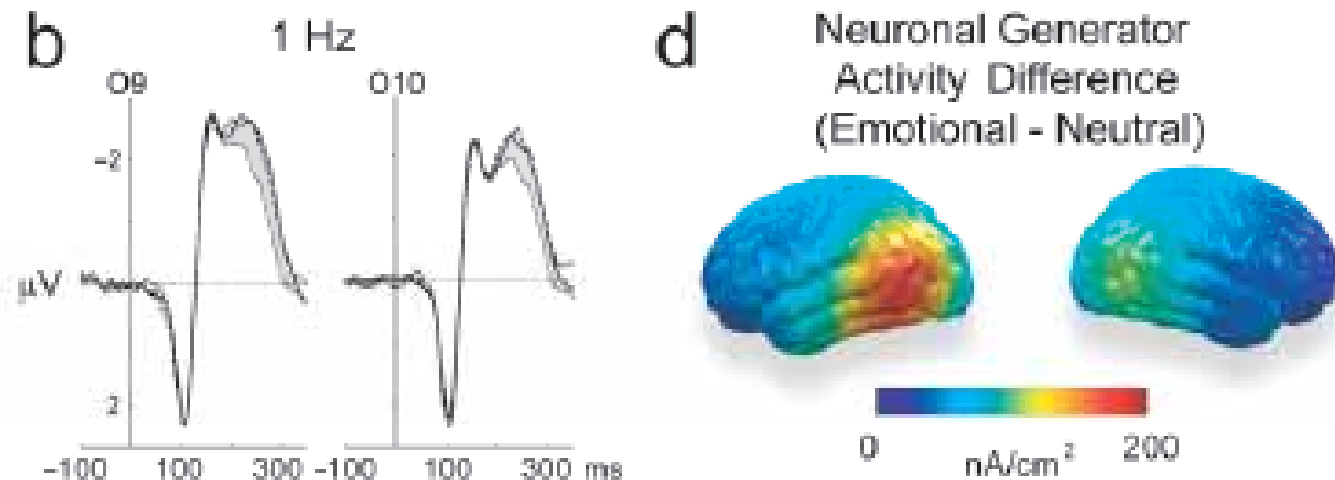 b
1 Hz
O9
O10
−2
μV
2
−100
100
300
−100
100
300
ms
d
Neuronal Generator
Activity Difference
(Emotional - Neutral)
0
200
nA/cm²